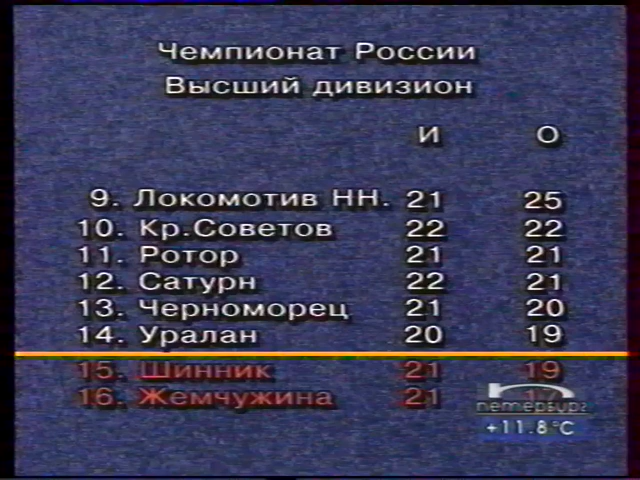 Чемпионат России
Высший дивизион
И О
9. Локомотив НН. 21 25
10. Кр.Советов 22 22
11. Ротор 21 21
12. Сатурн 22 21
13. Черноморец 21 20
14. Уралан 20 19
15. Шинник 21 19
16. Жемчужина 21 17
петербург
+11.8°C